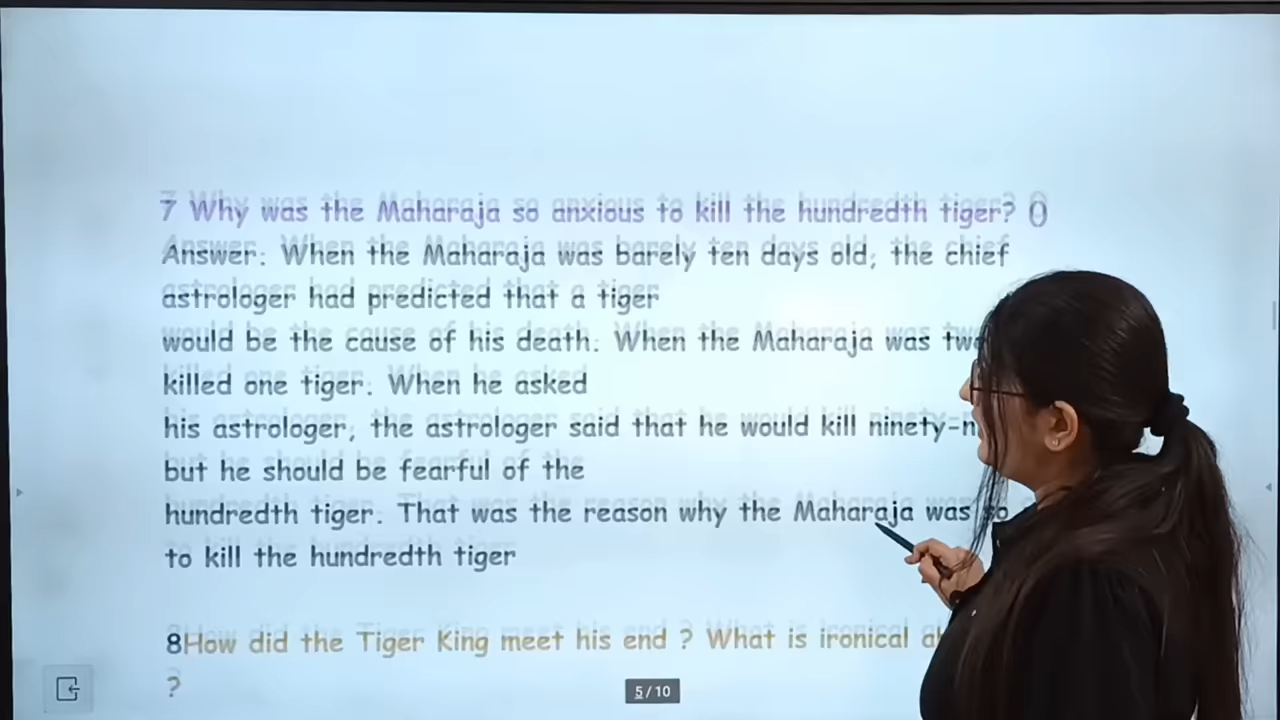 7 Why was the Maharaja so anxious to kill the hundredth tiger? ()
Answer: When the Maharaja was barely ten days old, the chief
astrologer had predicted that a tiger
would be the cause of his death. When the Maharaja was
killed one tiger. When he asked
his astrologer, the astrologer said that he would kill
but he should be fearful of the
hundredth tiger. That was the reason why the Maharaja was so
to kill the hundredth tiger
8How did the Tiger King meet his end ? What is ironical
?
5/10